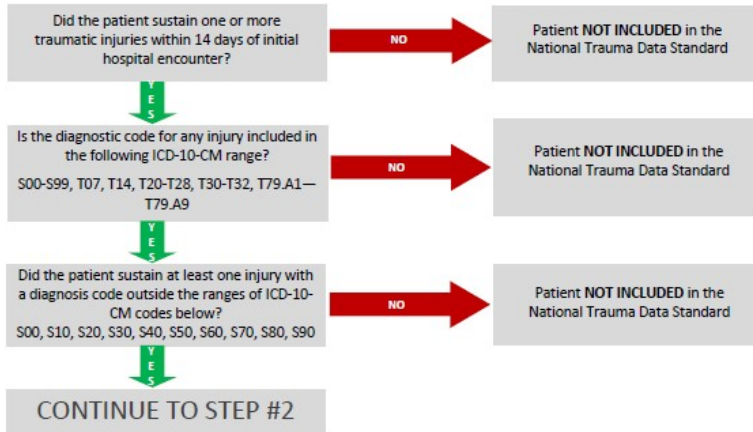 Did the patient sustain one or more
traumatic injuries within 14 days of initial
hospital encounter?
NO
Patient NOT INCLUDED in the
National Trauma Data Standard
YES
Is the diagnostic code for any injury included in
the following ICD-10-CM range?
S00-S99, T07, T14, T20-T28, T30-T32, T79.A1—
T79.A9
NO
Patient NOT INCLUDED in the
National Trauma Data Standard
YES
Did the patient sustain at least one injury with
a diagnosis code outside the ranges of ICD-10-
CM codes below?
S00, S10, S20, S30, S40, S50, S60, S70, S80, S90
NO
Patient NOT INCLUDED in the
National Trauma Data Standard
YES
CONTINUE TO STEP #2